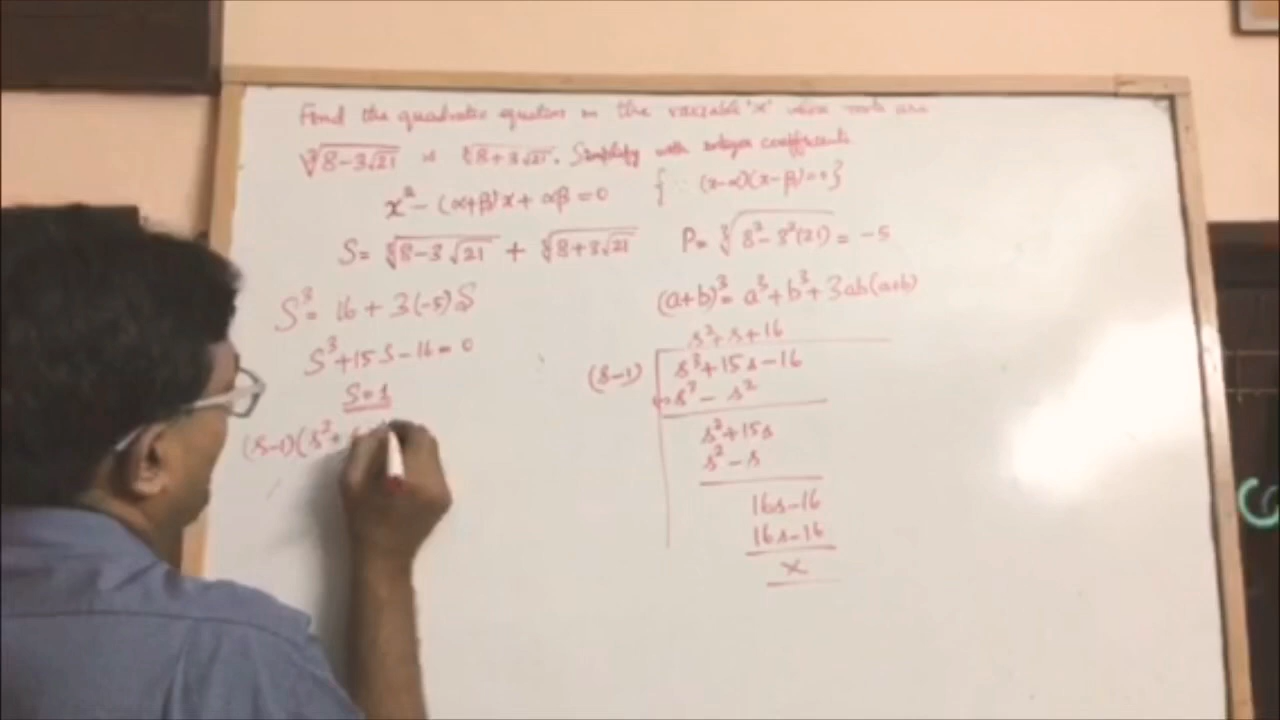 Find the quadratic equation in the variable 'x' whose roots are
∛(8-3√21) & ∛(8+3√21). Simplify with integer coefficients
x² - (α+β)x + αβ = 0 { ∵ (x-α)(x-β)=0 }
S = ∛(8-3√21) + ∛(8+3√21) P = ∛(8²-3²(21)) = -5
S³ = 16 + 3(-5)S
S³ + 15S - 16 = 0
S = 1
(s-1)(s²+
(a+b)³ = a³ + b³ + 3ab(a+b)
s² + s + 16
(s-1) s³ + 15s - 16
s³ - s²
s² + 15s
s² - s
16s - 16
16s - 16
x